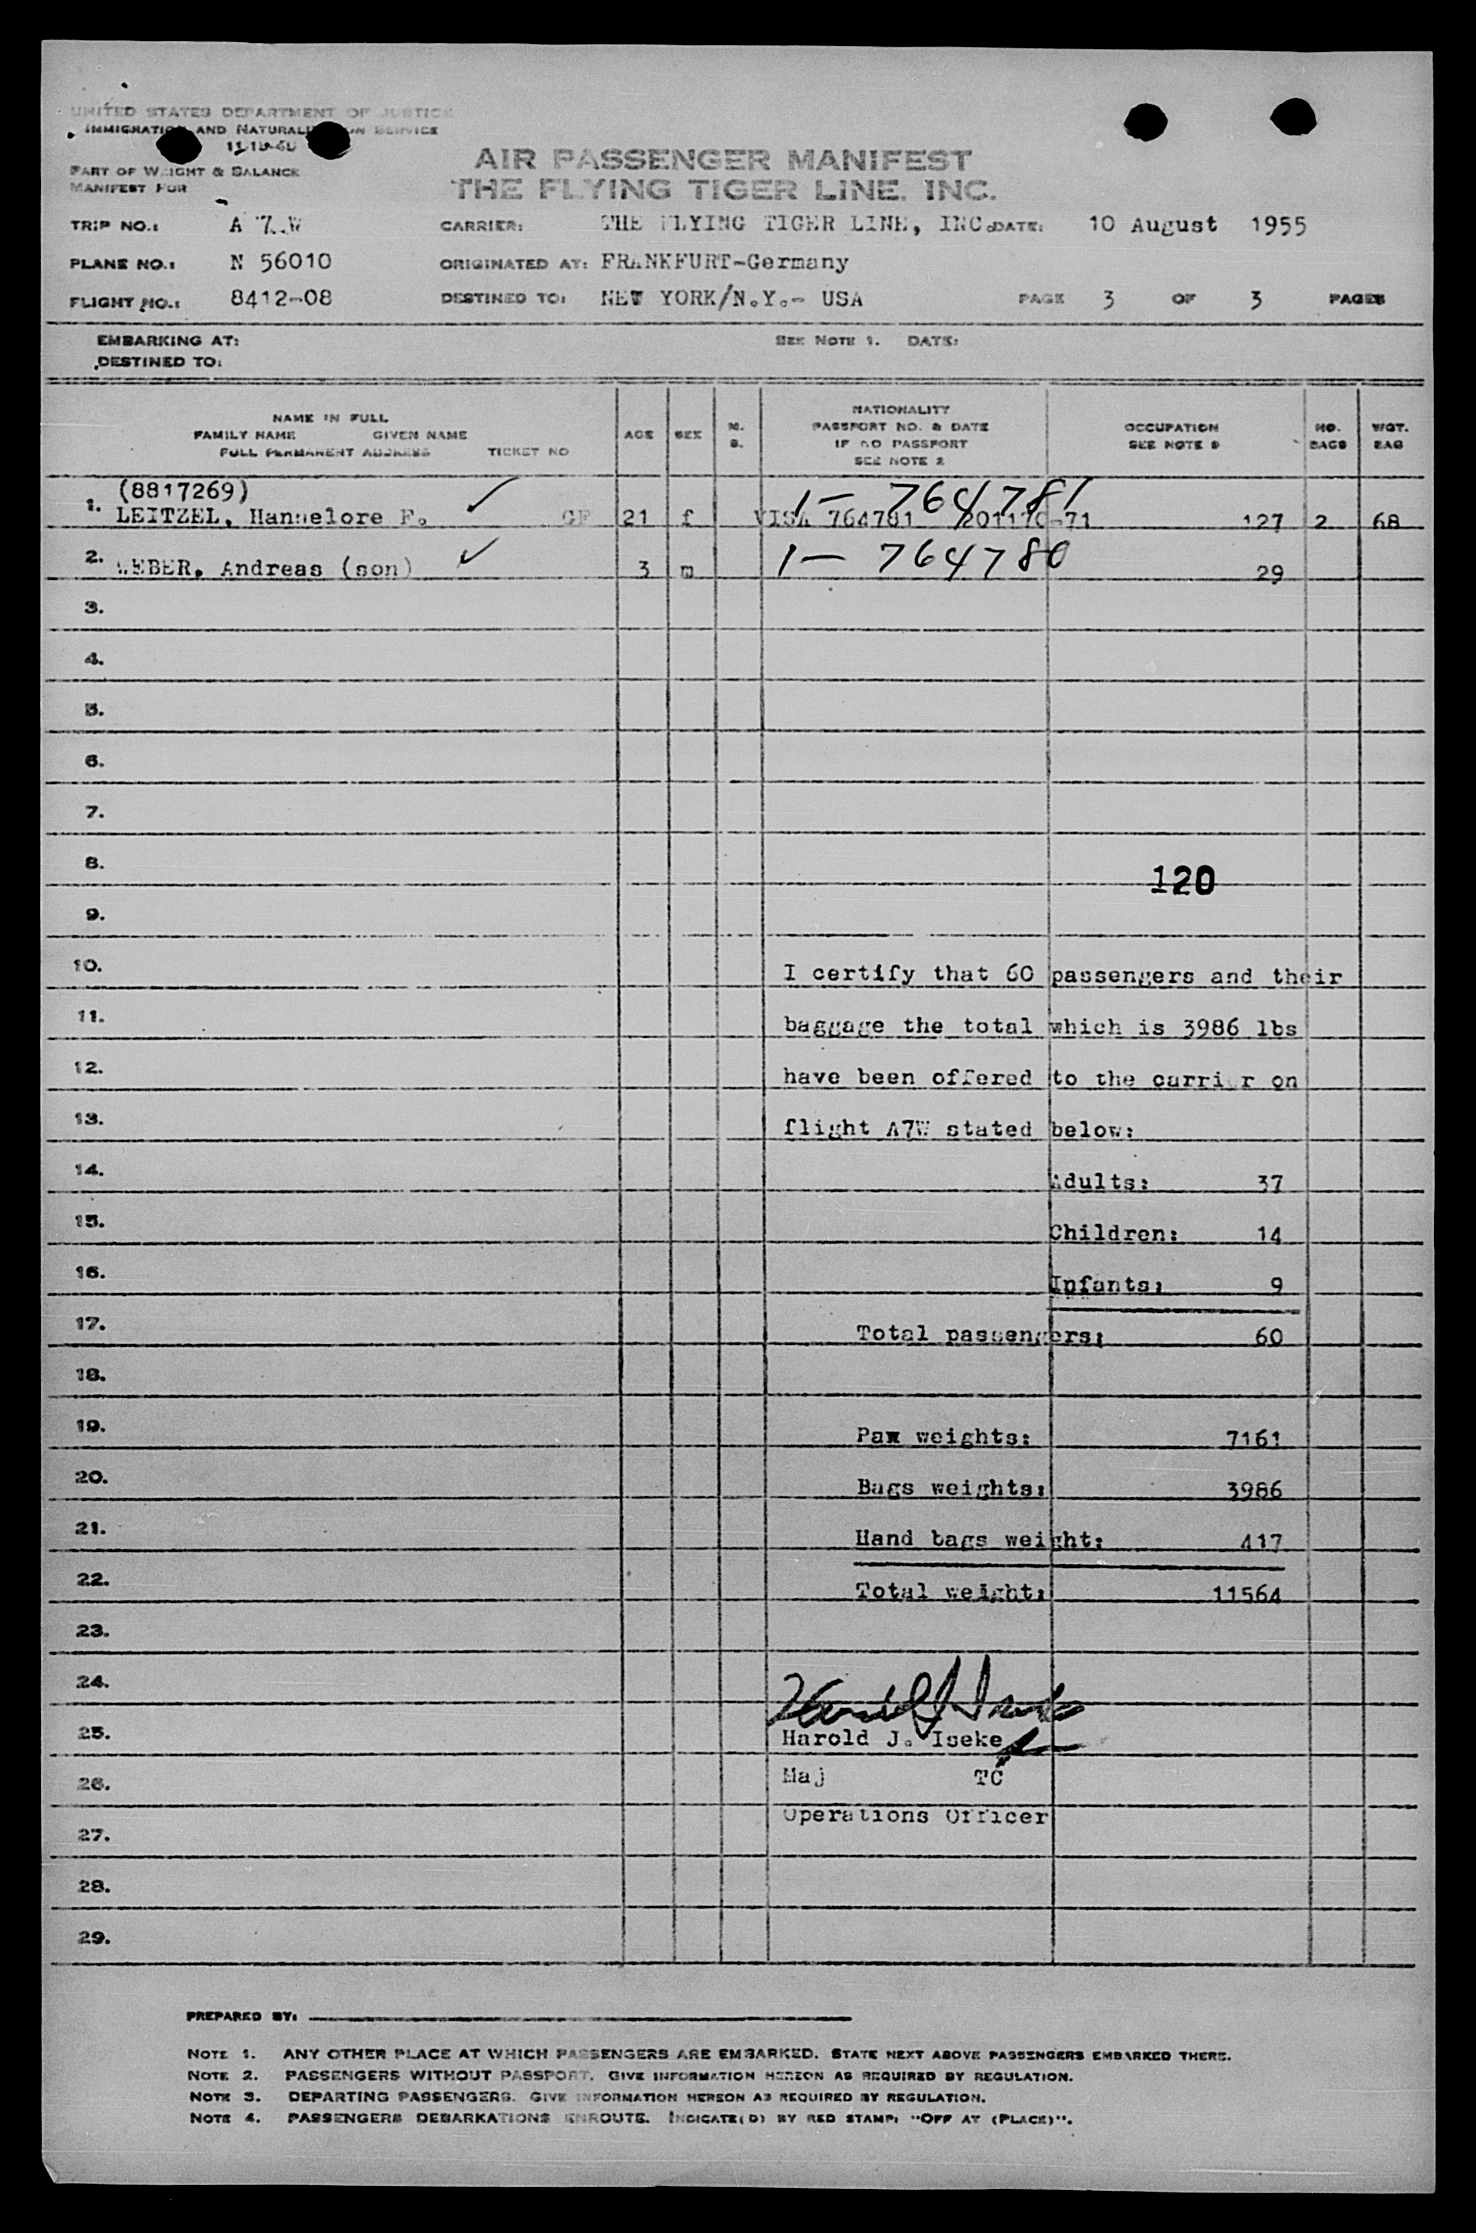 UNITED STATES DEPARTMENT OF JUSTICE
IMMIGRATION AND NATURALIZATION SERVICE
PART OF WEIGHT & BALANCE
MANIFEST FOR
AIR PASSENGER MANIFEST
THE FLYING TIGER LINE, INC.
TRIP NO.: A 7 W CARRIER: THE FLYING TIGER LINE, INC. DATE: 10 August 1955
PLANE NO.: N 56010 ORIGINATED AT: FRANKFURT-Germany
FLIGHT NO.: 8412-08 DESTINED TO: NEW YORK/N.Y.- USA PAGE 3 OF 3 PAGES
EMBARKING AT: SEE NOTE 1. DATE:
DESTINED TO:
NAME IN FULL
FAMILY NAME GIVEN NAME
FULL PERMANENT ADDRESS TICKET NO
AGE SEX M. S.
NATIONALITY
PASSPORT NO. & DATE
IF NO PASSPORT
SEE NOTE 2
OCCUPATION
SEE NOTE 3
NO. BAGS
WGT. BAG
(8817269) 1- 764781
1. LEITZEL, Hannelore F. GF 21 f VISA 764781 127 2 68
2. WEBER, Andreas (son) 3 m 1- 764780 29
3.
4.
5.
6.
7.
8.
120
9.
10. I certify that 60 passengers and their
11. baggage the total which is 3986 lbs
12. have been offered to the carrier on
13. flight A7W stated below:
14. Adults: 37
15. Children: 14
16. Infants: 9
17. Total passengers: 60
18.
19. Pax weights: 7161
20. Bags weights: 3986
21. Hand bags weight: 417
22. Total weight: 11564
23.
24. Harold J Iseke
25. Harold J. Iseke
26. Maj TC
Operations Officer
27.
28.
29.
PREPARED BY:
NOTE 1. ANY OTHER PLACE AT WHICH PASSENGERS ARE EMBARKED. STATE NEXT ABOVE PASSENGERS EMBARKED THERE.
NOTE 2. PASSENGERS WITHOUT PASSPORT. GIVE INFORMATION HEREON AS REQUIRED BY REGULATION.
NOTE 3. DEPARTING PASSENGERS. GIVE INFORMATION HEREON AS REQUIRED BY REGULATION.
NOTE 4. PASSENGERS DEBARKATIONS ENROUTE. INDICATE(D) BY RED STAMP: "OFF AT (PLACE)".